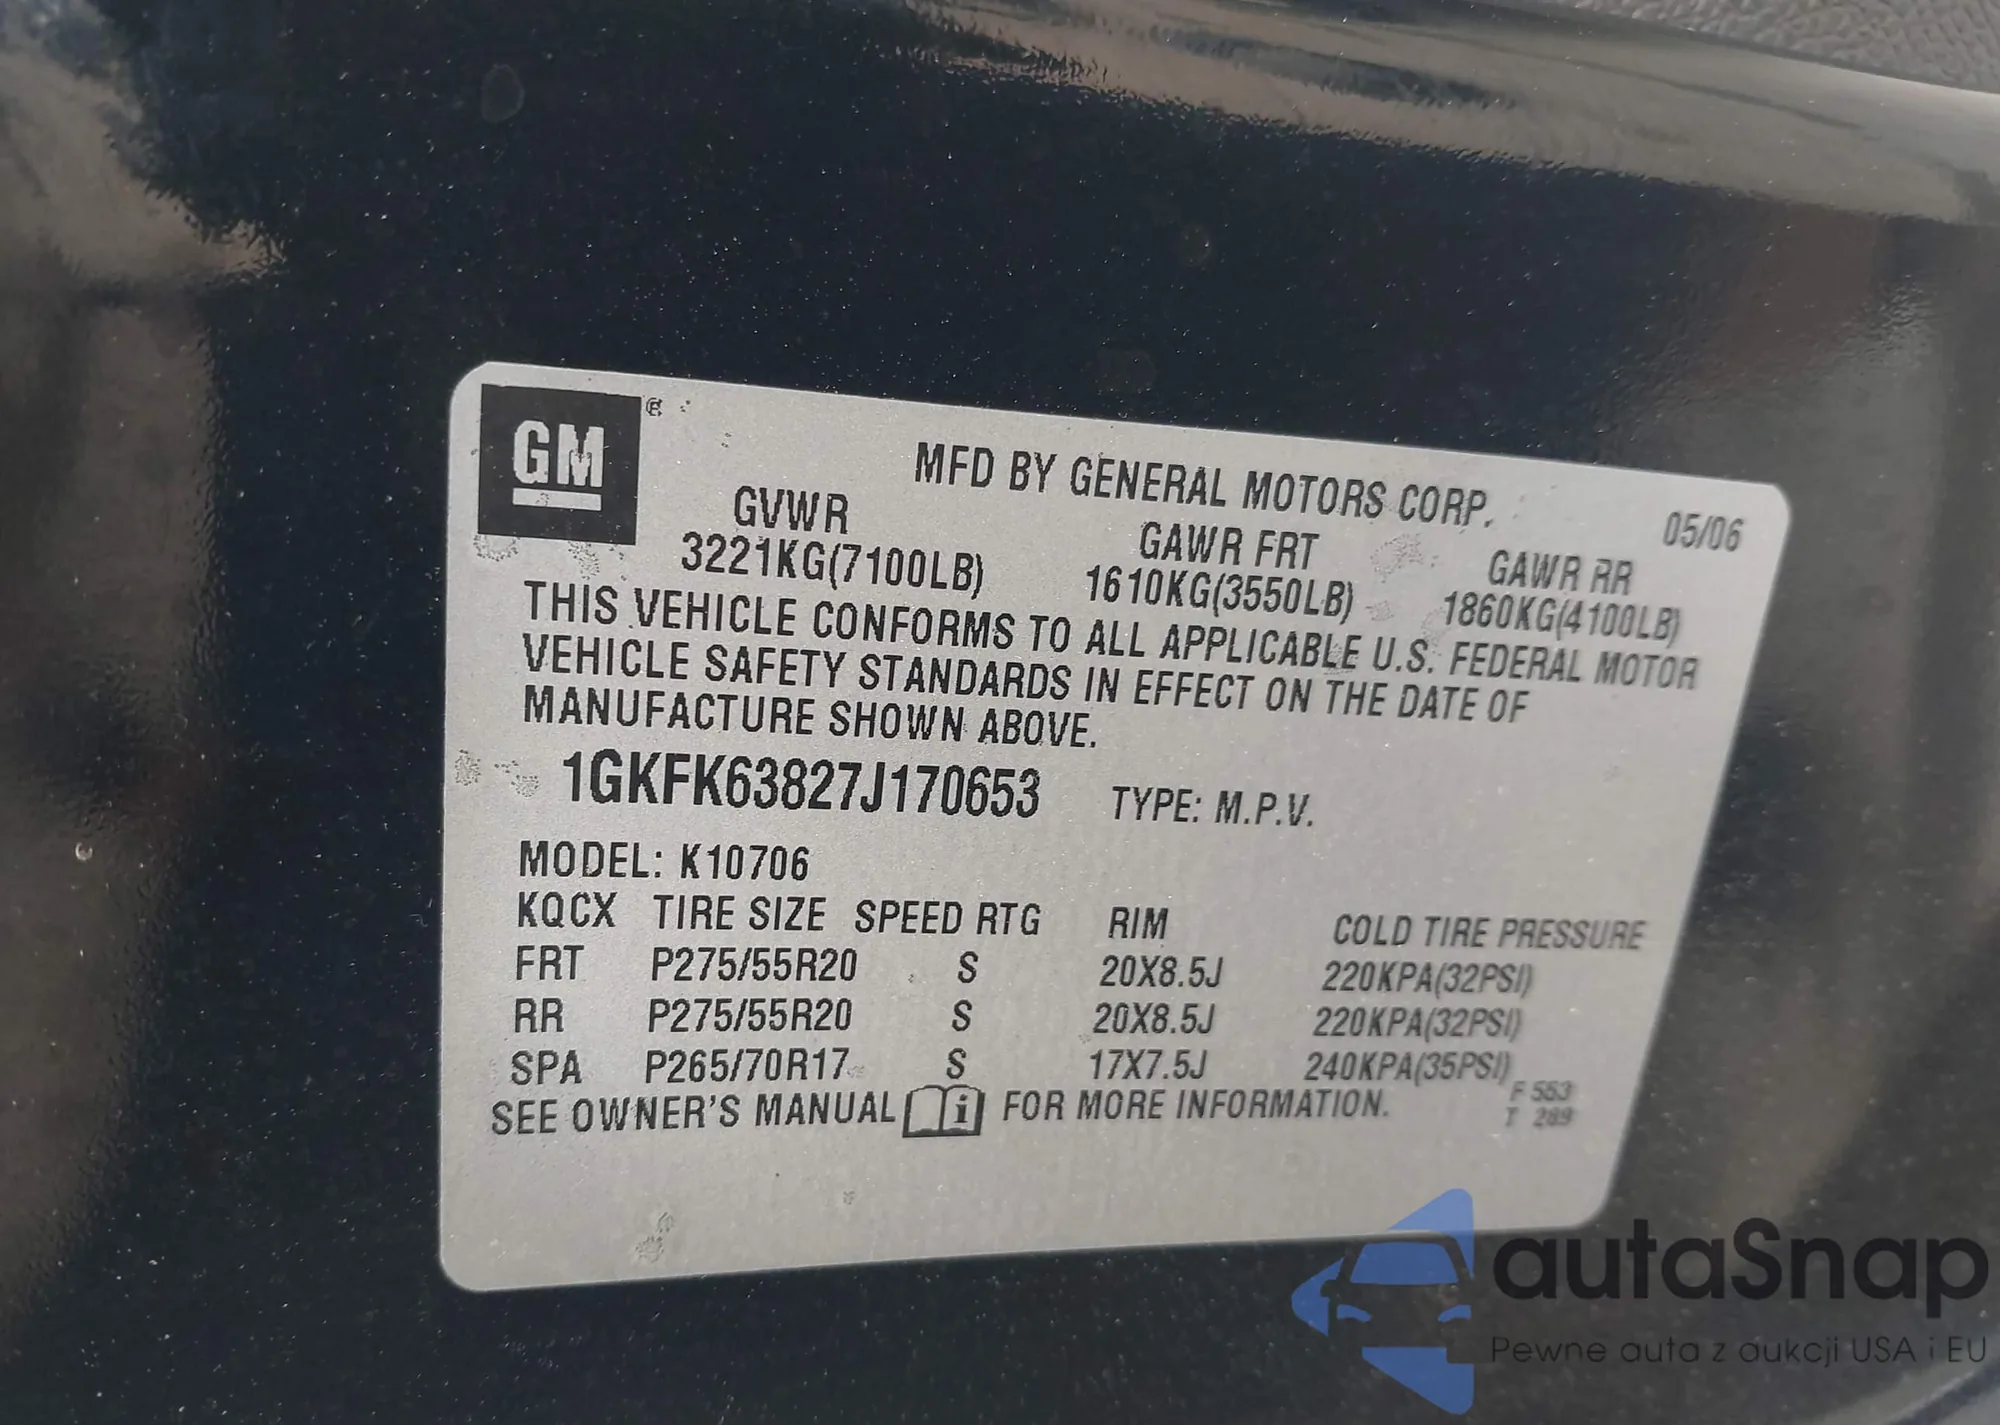 GM ®
MFD BY GENERAL MOTORS CORP. 05/06
GVWR GAWR FRT GAWR RR
3221KG(7100LB) 1610KG(3550LB) 1860KG(4100LB)
THIS VEHICLE CONFORMS TO ALL APPLICABLE U.S. FEDERAL MOTOR
VEHICLE SAFETY STANDARDS IN EFFECT ON THE DATE OF
MANUFACTURE SHOWN ABOVE.
1GKFK63827J170653 TYPE: M.P.V.
MODEL: K10706
KQCX TIRE SIZE SPEED RTG RIM COLD TIRE PRESSURE
FRT P275/55R20 S 20X8.5J 220KPA(32PSI)
RR P275/55R20 S 20X8.5J 220KPA(32PSI)
SPA P265/70R17 S 17X7.5J 240KPA(35PSI)
SEE OWNER'S MANUAL i FOR MORE INFORMATION.
F 553
T 289
autaSnap
Pewne auta z aukcji USA i EU